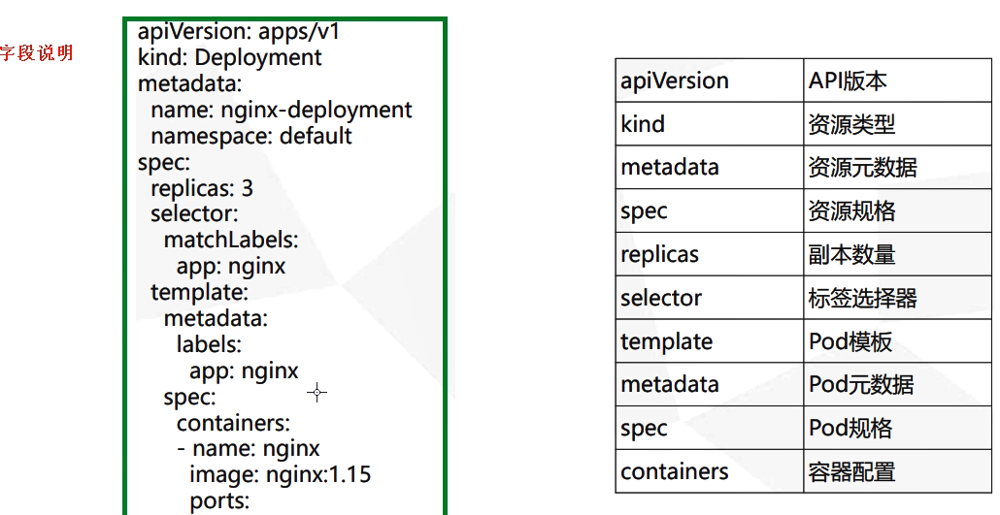 字段说明
apiVersion: apps/v1
kind: Deployment
metadata:
  name: nginx-deployment
  namespace: default
spec:
  replicas: 3
  selector:
    matchLabels:
      app: nginx
  template:
    metadata:
      labels:
        app: nginx
    spec:
      containers:
      - name: nginx
        image: nginx:1.15
        ports:
apiVersion API版本
kind 资源类型
metadata 资源元数据
spec 资源规格
replicas 副本数量
selector 标签选择器
template Pod模板
metadata Pod元数据
spec Pod规格
containers 容器配置